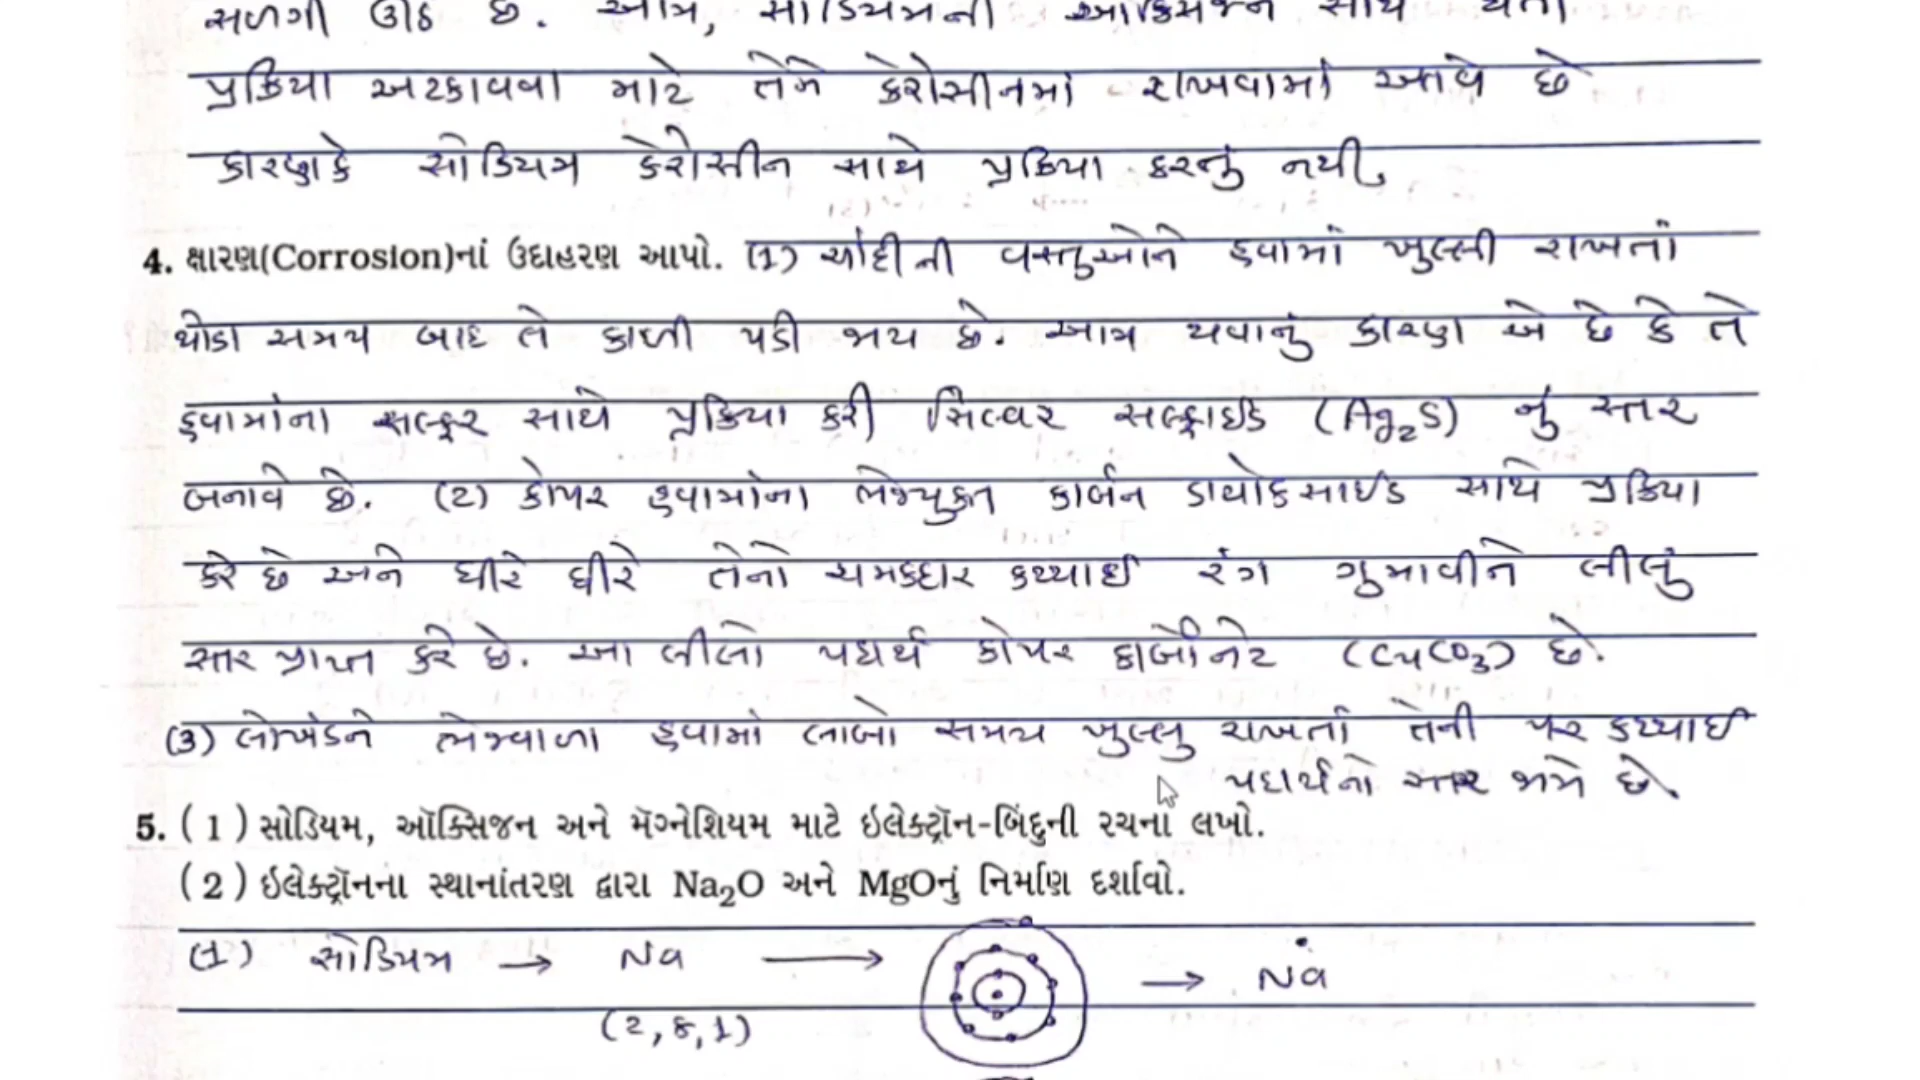 સળગી ઊઠે છે. આમ, સોડિયમની ઑક્સિજન સાથે થતી
પ્રક્રિયા અટકાવવા માટે તેને કેરોસીનમાં રાખવામાં આવે છે
કારણકે સોડિયમ કેરોસીન સાથે પ્રક્રિયા કરતું નથી.
4. ક્ષારણ(Corrosion)નાં ઉદાહરણ આપો. (1) ચાંદીની વસ્તુઓને હવામાં ખુલ્લી રાખતાં
થોડા સમય બાદ તે કાળી પડી જાય છે. આમ થવાનું કારણ એ છે કે તે
હવામાંના સલ્ફર સાથે પ્રક્રિયા કરી સિલ્વર સલ્ફાઇડ (Ag₂S) નું સ્તર
બનાવે છે. (2) કોપર હવામાંના ભેજયુક્ત કાર્બન ડાયોકસાઈડ સાથે પ્રક્રિયા
કરે છે અને ધીરે ધીરે તેનો ચમકદાર કથ્થાઈ રંગ ગુમાવીને લીલું
સ્તર પ્રાપ્ત કરે છે. આ લીલો પદાર્થ કોપર કાર્બોનેટ (CuCO₃) છે.
(3) લોખંડને ભેજવાળા હવામાં લાંબો સમય ખુલ્લુ રાખતાં તેની પર કથ્થાઈ
પદાર્થનો સ્તર જામે છે.
5. (1) સોડિયમ, ઑક્સિજન અને મૅગ્નેશિયમ માટે ઇલેક્ટ્રૉન-બિંદુની રચના લખો.
(2) ઇલેક્ટ્રૉનના સ્થાનાંતરણ દ્વારા Na₂O અને MgOનું નિર્માણ દર્શાવો.
(1) સોડિયમ → Na → → Na
(2,8,1)